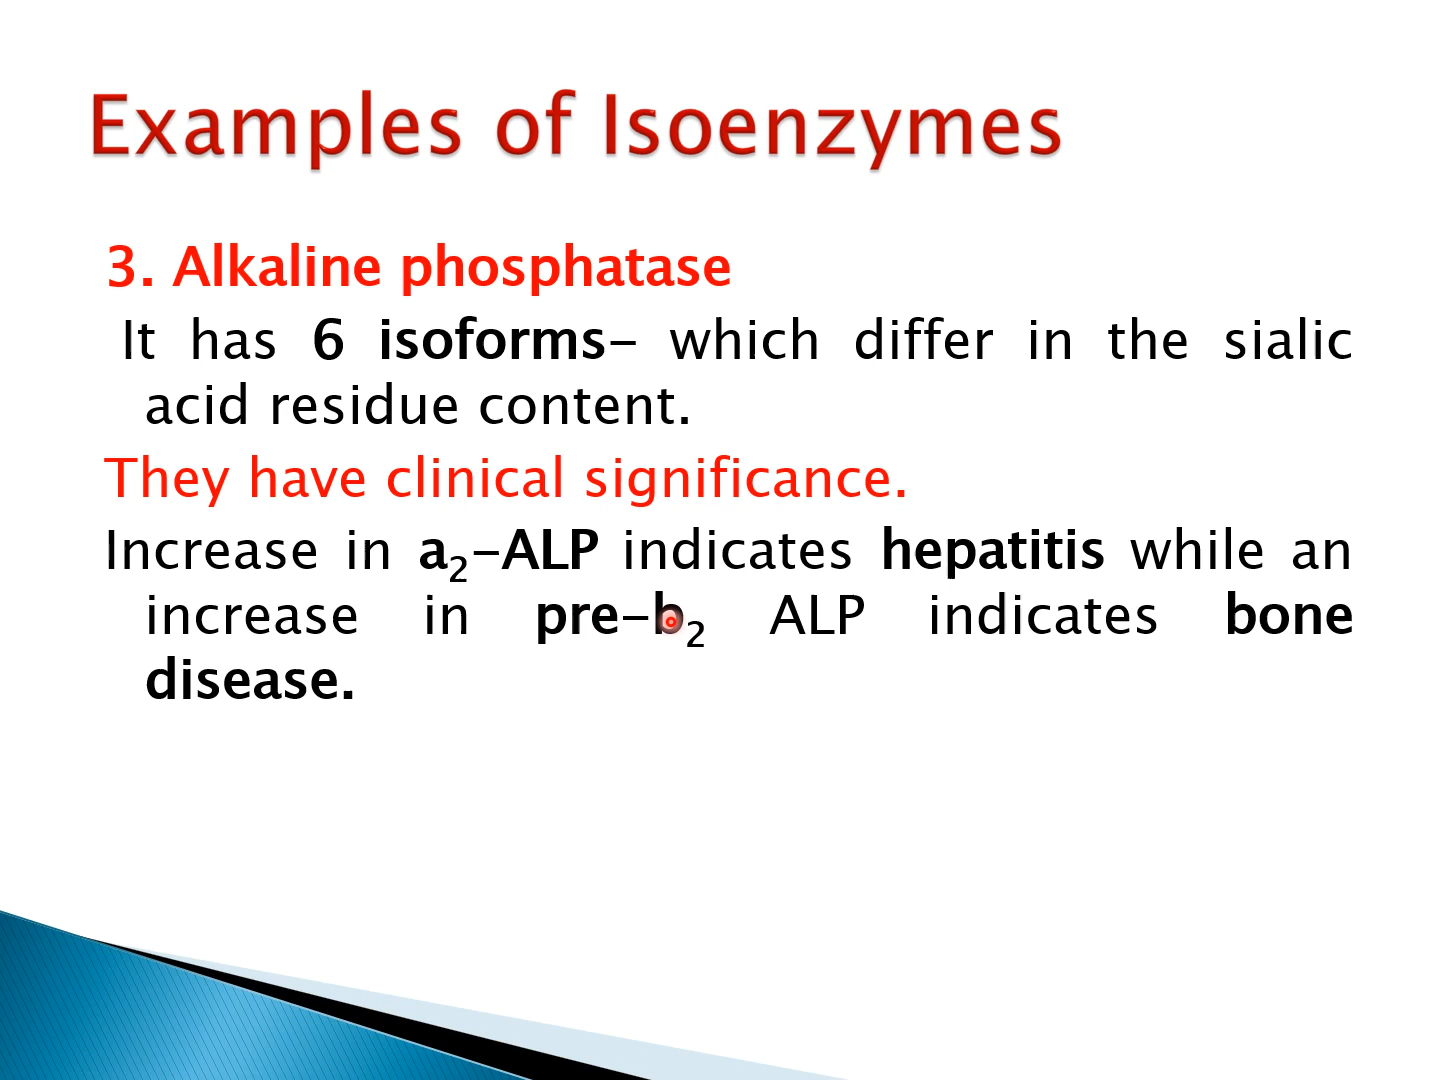 Examples of Isoenzymes
3. Alkaline phosphatase
It has 6 isoforms- which differ in the sialic
acid residue content.
They have clinical significance.
Increase in a₂-ALP indicates hepatitis while an
increase in pre-b₂ ALP indicates bone
disease.